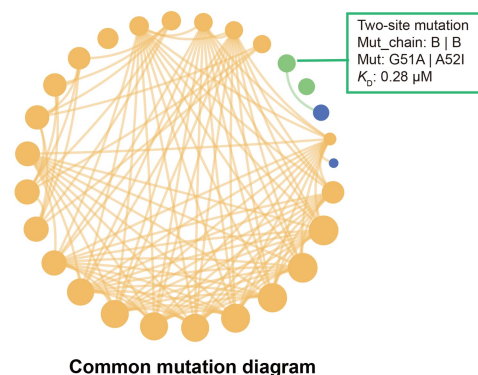 Two-site mutation
Mut_chain: B | B
Mut: G51A | A52I
K_D: 0.28 µM
Common mutation diagram